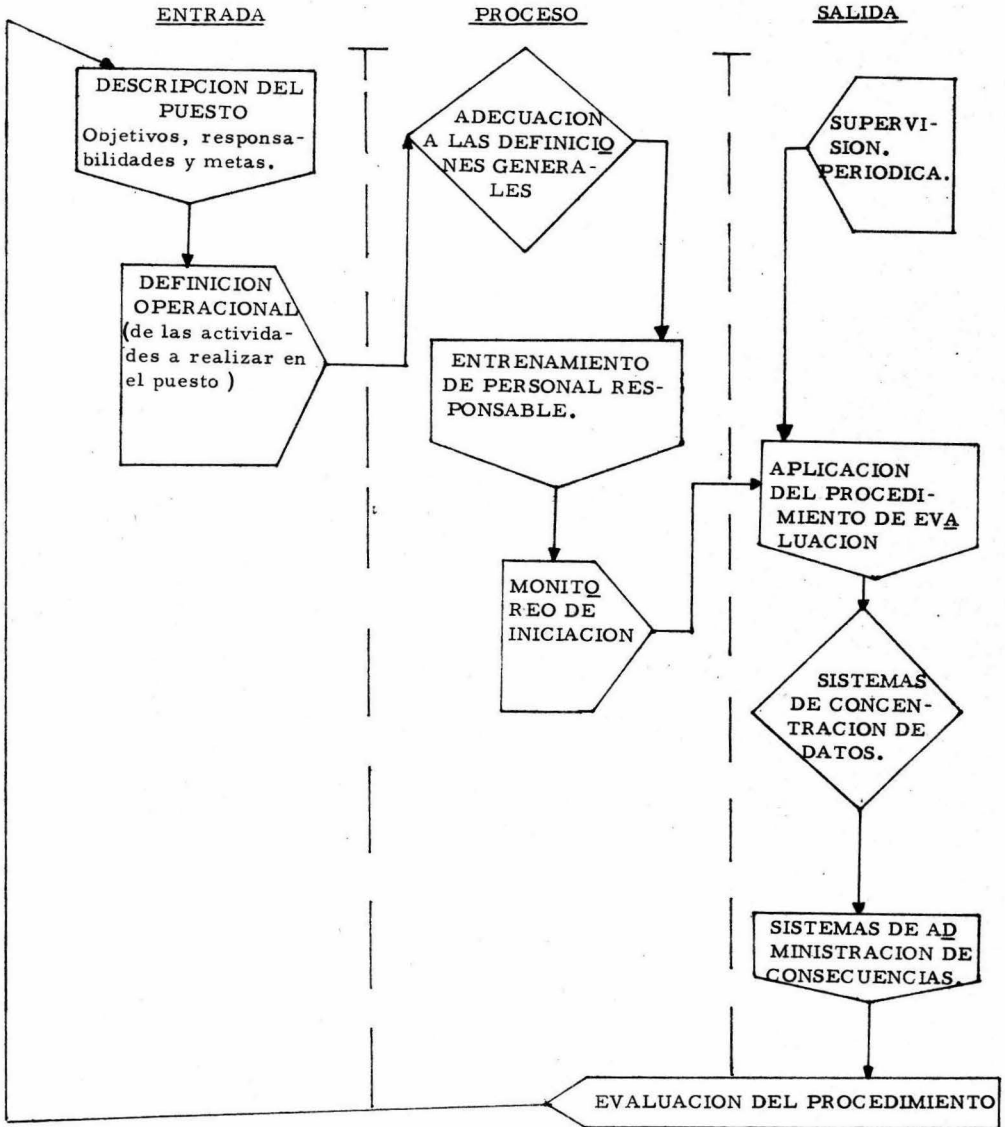 ENTRADA
PROCESO
SALIDA
DESCRIPCION DEL
PUESTO
Objetivos, responsa-
bilidades y metas.
DEFINICION
OPERACIONAL
(de las activida-
des a realizar en
el puesto )
ADECUACION
A LAS DEFINICIO
NES GENERA-
LES
ENTRENAMIENTO
DE PERSONAL RES-
PONSABLE.
MONITO
REO DE
INICIACION
SUPERVI-
SION.
PERIODICA.
APLICACION
DEL PROCEDI-
MIENTO DE EVA
LUACION
SISTEMAS
DE CONCEN-
TRACION DE
DATOS.
SISTEMAS DE AD
MINISTRACION DE
CONSECUENCIAS.
EVALUACION DEL PROCEDIMIENTO